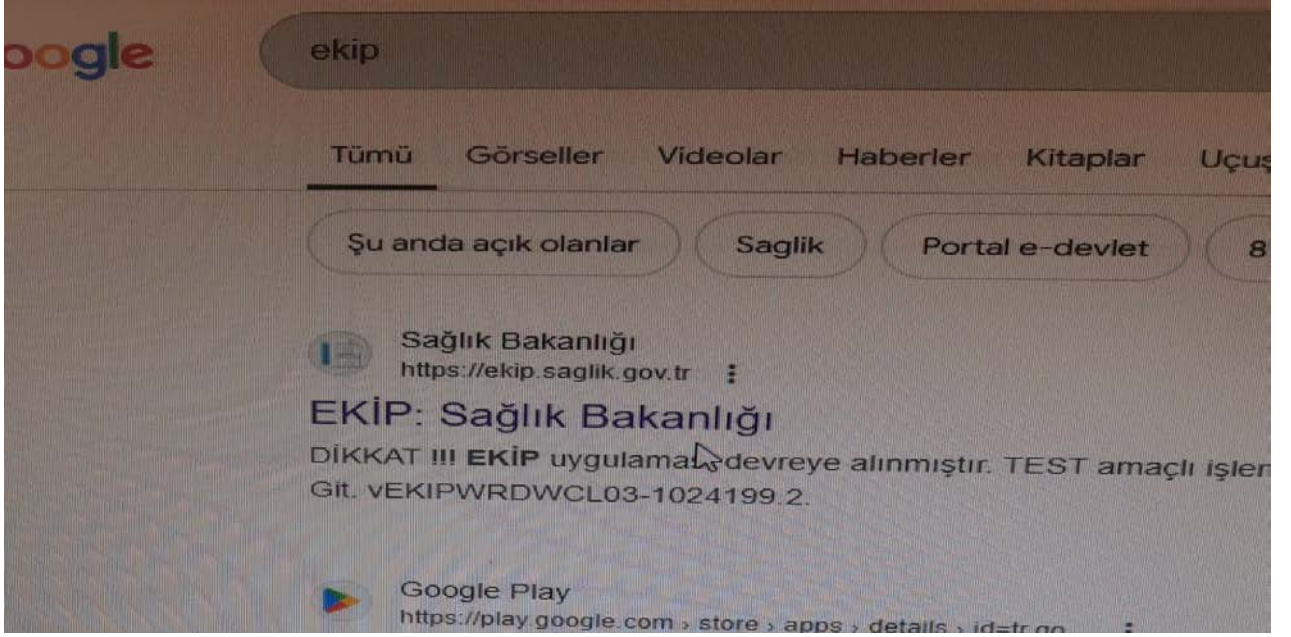 oogle
ekip
Tümü Görseller Videolar Haberler Kitaplar Uçuş
Şu anda açık olanlar Saglik Portal e-devlet 8
Sağlık Bakanlığı
https://ekip.saglik.gov.tr
EKİP: Sağlık Bakanlığı
DİKKAT !!! EKİP devreye alınmıştır. TEST amaçlı işler
Git. vEKIPWRDWCL03-1024199.2.
Google Play
https://play.google.com › store › apps › details › id=tr.go